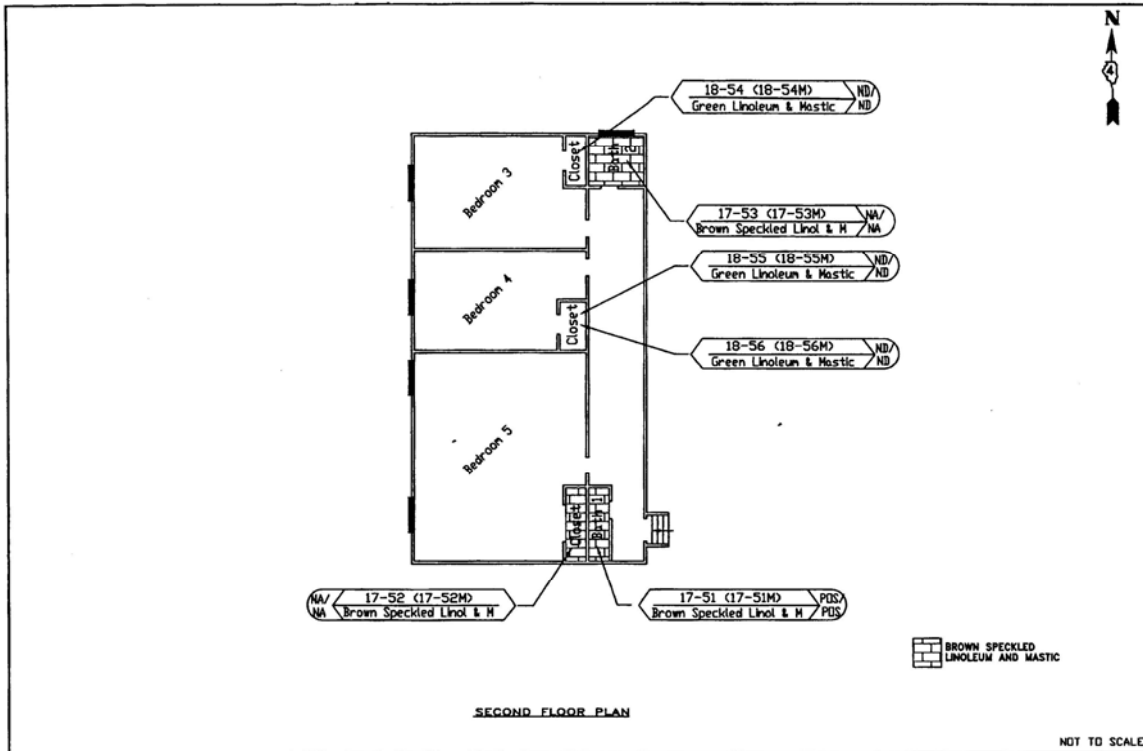 N
4
18-54 (18-54M)
ND/
ND
Green Linoleum & Mastic
Closet
Bath 2
Bedroom 3
17-53 (17-53M)
NA/
NA
Brown Speckled Linol & M
18-55 (18-55M)
ND/
ND
Green Linoleum & Mastic
Bedroom 4
Closet
18-56 (18-56M)
ND/
ND
Green Linoleum & Mastic
Bedroom 5
Closet
Bath 1
NA/
NA
17-52 (17-52M)
Brown Speckled Linol & M
17-51 (17-51M)
POS/
POS
Brown Speckled Linol & M
BROWN SPECKLED
LINOLEUM AND MASTIC
SECOND FLOOR PLAN
NOT TO SCALE